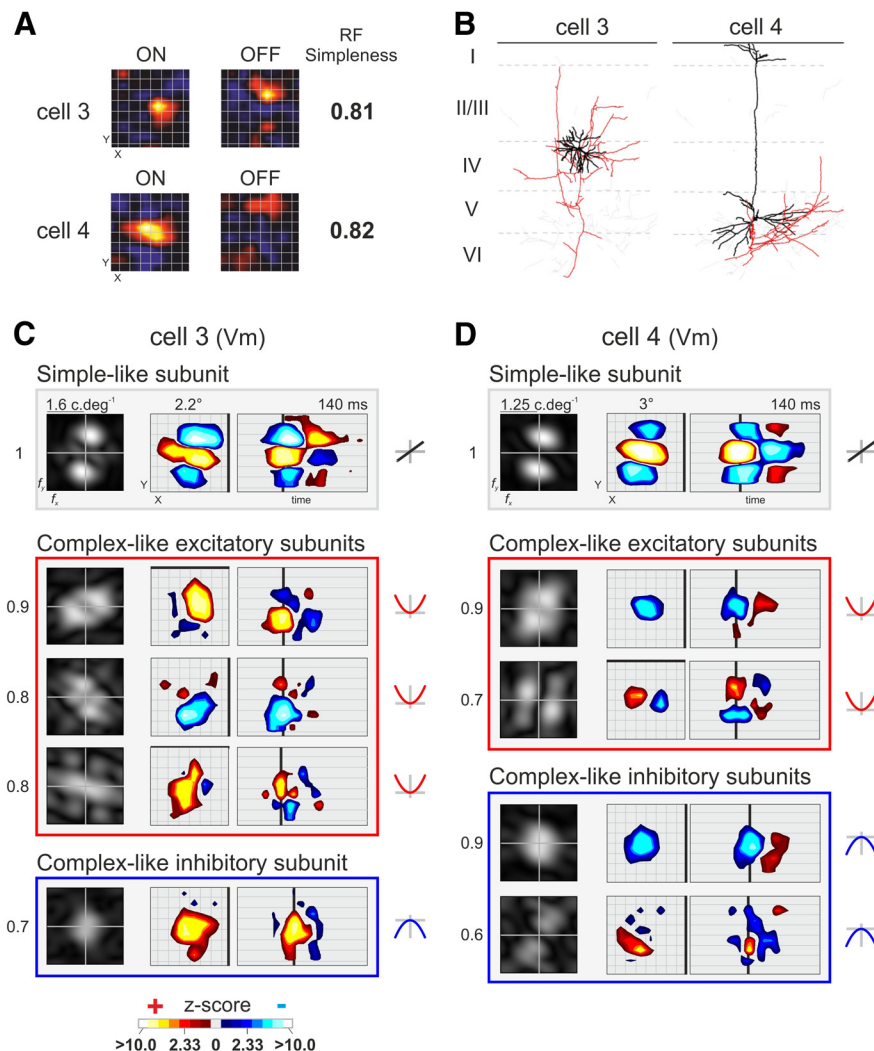 A
ON OFF RF
Simpleness
cell 3 0.81
Y
X
ON OFF
cell 4 0.82
Y
X
B
cell 3 cell 4
I
II/III
IV
V
VI
C
cell 3 (Vm)
Simple-like subunit
1.6 c.deg-1 2.2° 140 ms
1
fy
fx
Y
X
time
Complex-like excitatory subunits
0.9
0.8
0.8
Complex-like inhibitory subunit
0.7
+ z-score -
>10.0 2.33 0 2.33 >10.0
D
cell 4 (Vm)
Simple-like subunit
1.25 c.deg-1 3° 140 ms
1
fy
fx
Y
X
time
Complex-like excitatory subunits
0.9
0.7
Complex-like inhibitory subunits
0.9
0.6